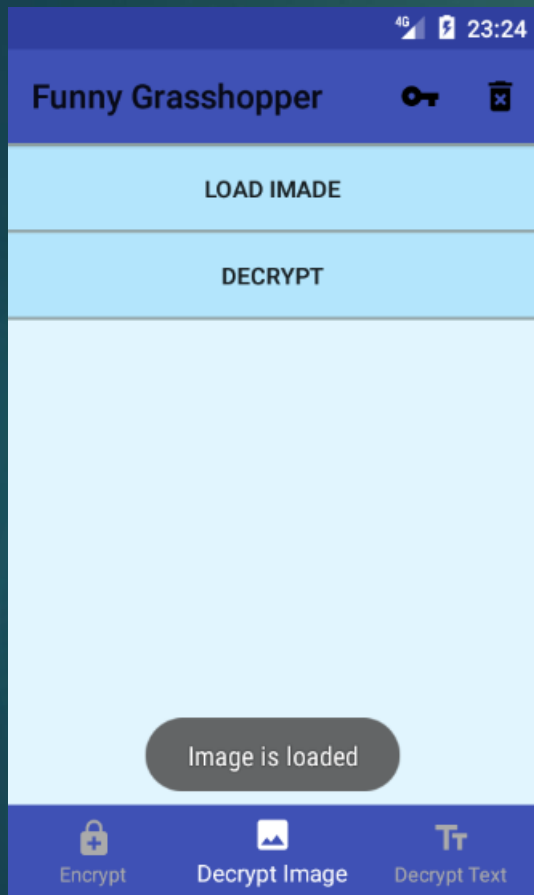 4G 23:24
Funny Grasshopper
LOAD IMADE
DECRYPT
Image is loaded
Encrypt Decrypt Image Decrypt Text